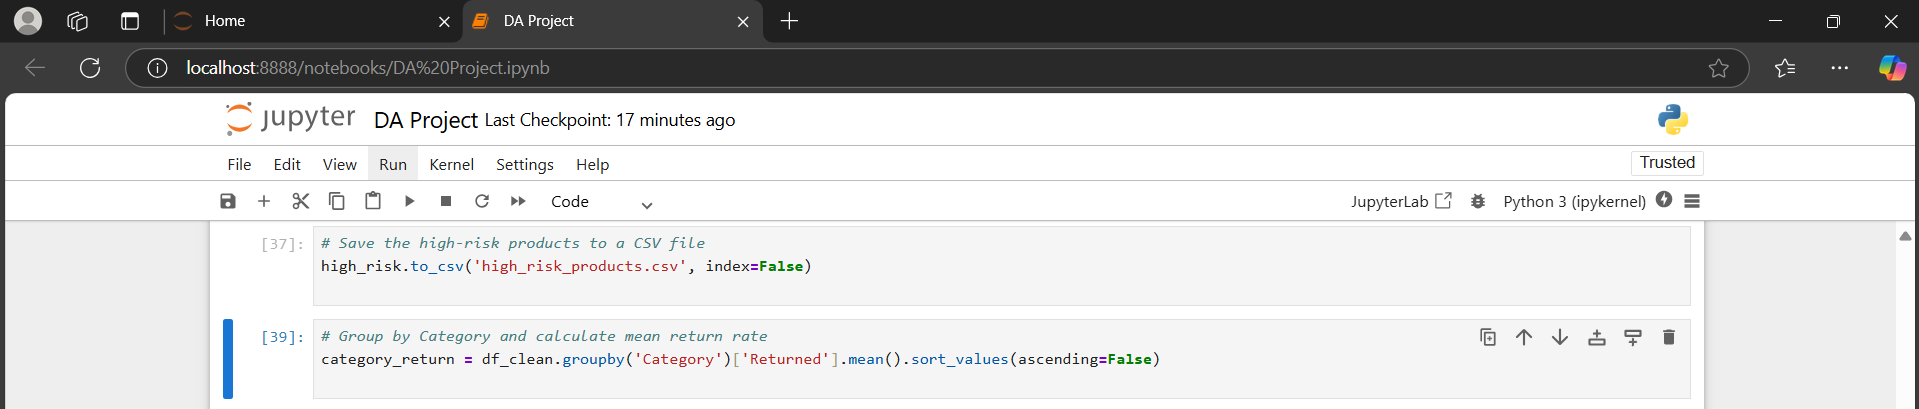 Home
DA Project
localhost:8888/notebooks/DA%20Project.ipynb
jupyter DA Project Last Checkpoint: 17 minutes ago
File Edit View Run Kernel Settings Help
Trusted
Code
JupyterLab
Python 3 (ipykernel)
[37]:
# Save the high-risk products to a CSV file
high_risk.to_csv('high_risk_products.csv', index=False)
[39]:
# Group by Category and calculate mean return rate
category_return = df_clean.groupby('Category')['Returned'].mean().sort_values(ascending=False)